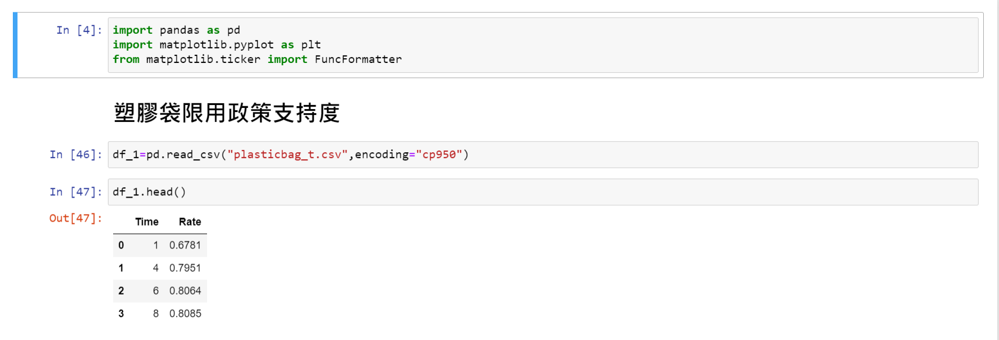 In [4]: import pandas as pd
import matplotlib.pyplot as plt
from matplotlib.ticker import FuncFormatter
塑膠袋限用政策支持度
In [46]: df_1=pd.read_csv("plasticbag_t.csv",encoding="cp950")
In [47]: df_1.head()
Out[47]:
Time Rate
0 1 0.6781
1 4 0.7951
2 6 0.8064
3 8 0.8085